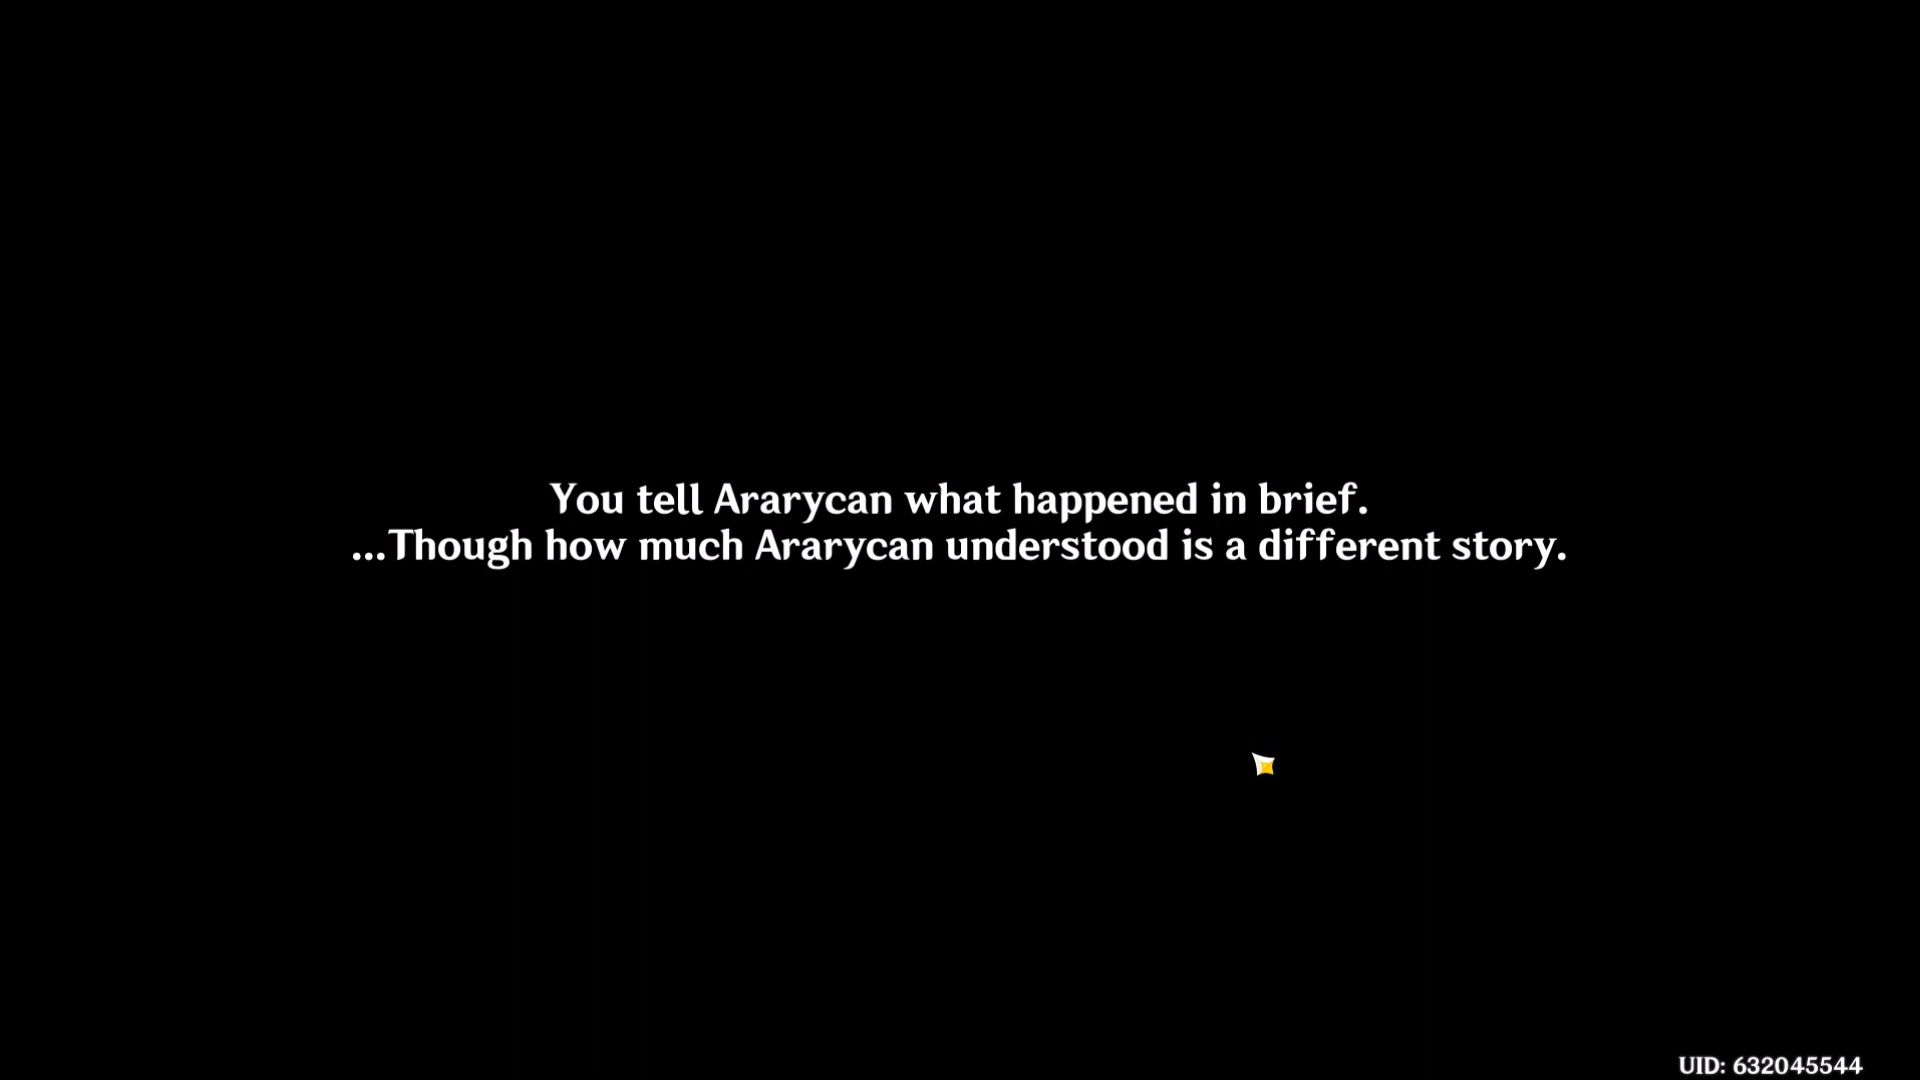 You tell Ararycan what happened in brief.
...Though how much Ararycan understood is a different story.
UID: 632045544